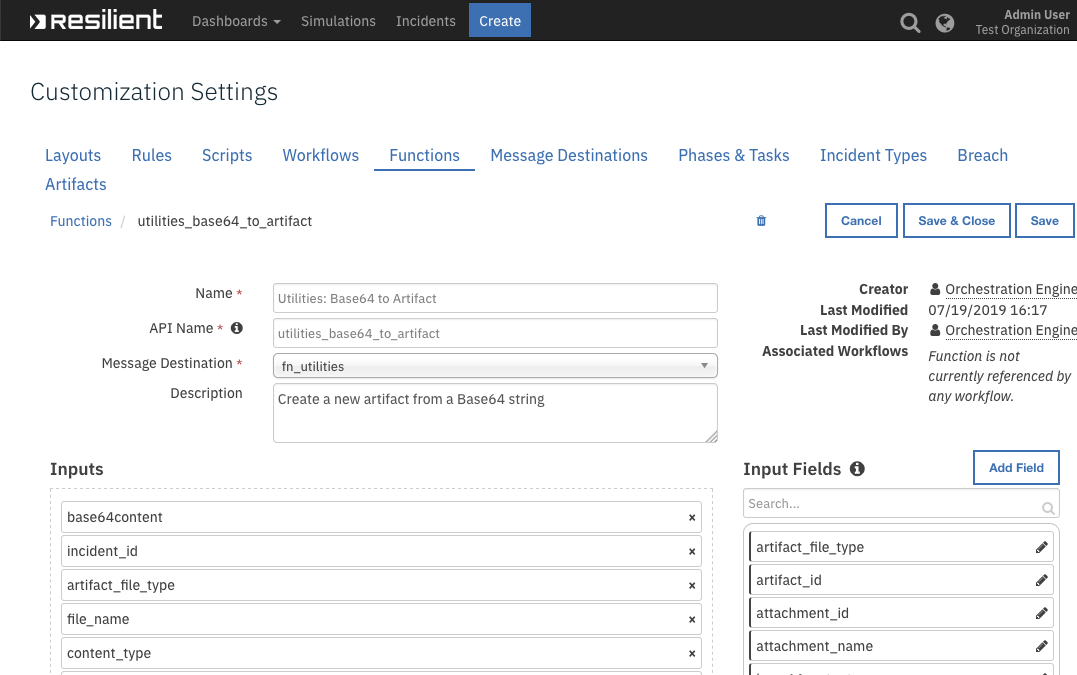 resilient Dashboards Simulations Incidents Create Admin User
Test Organization
Customization Settings
Layouts Rules Scripts Workflows Functions Message Destinations Phases & Tasks Incident Types Breach
Artifacts
Functions / utilities_base64_to_artifact Cancel Save & Close Save
Name * Utilities: Base64 to Artifact
API Name * utilities_base64_to_artifact
Message Destination * fn_utilities
Description Create a new artifact from a Base64 string
Creator Orchestration Engine
Last Modified 07/19/2019 16:17
Last Modified By Orchestration Engine
Associated Workflows Function is not
currently referenced by
any workflow.
Inputs
base64content ×
incident_id ×
artifact_file_type ×
file_name ×
content_type ×
Input Fields Add Field
Search...
artifact_file_type
artifact_id
attachment_id
attachment_name